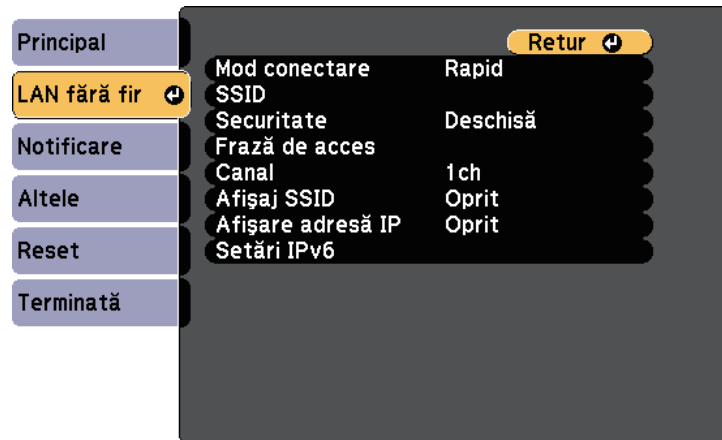 Principal
LAN fără fir
Notificare
Altele
Reset
Terminată
Retur
Mod conectare Rapid
SSID
Securitate Deschisă
Frază de acces
Canal 1ch
Afişaj SSID Oprit
Afişare adresă IP Oprit
Setări IPv6